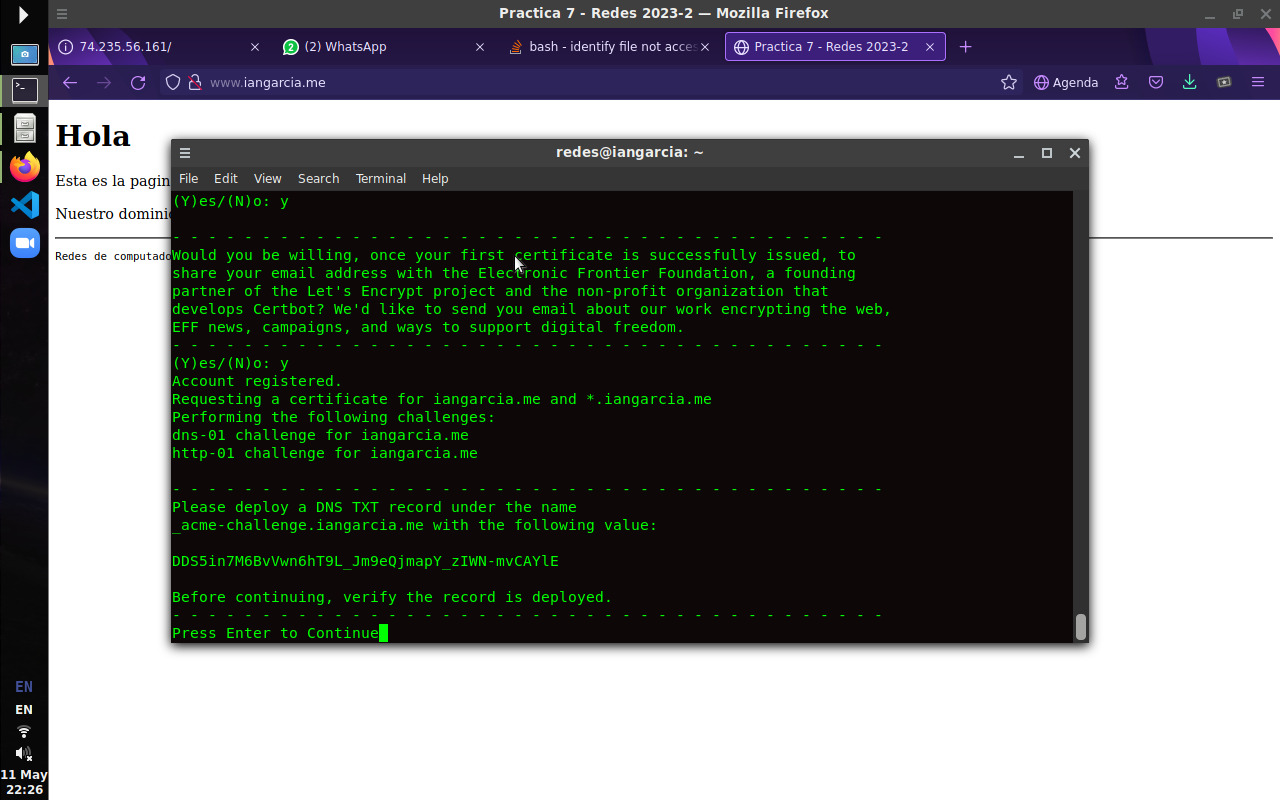 Practica 7 - Redes 2023-2 — Mozilla Firefox
74.235.56.161/
(2) WhatsApp
bash - identify file not acces
Practica 7 - Redes 2023-2
www.iangarcia.me
Agenda
Hola
Esta es la pagin
Nuestro dominio
Redes de computado
redes@iangarcia: ~
File Edit View Search Terminal Help
(Y)es/(N)o: y
- - - - - - - - - - - - - - - - - - - - - - - - - - - - - - - - - - - - - - - -
Would you be willing, once your first certificate is successfully issued, to
share your email address with the Electronic Frontier Foundation, a founding
partner of the Let's Encrypt project and the non-profit organization that
develops Certbot? We'd like to send you email about our work encrypting the web,
EFF news, campaigns, and ways to support digital freedom.
- - - - - - - - - - - - - - - - - - - - - - - - - - - - - - - - - - - - - - - -
(Y)es/(N)o: y
Account registered.
Requesting a certificate for iangarcia.me and *.iangarcia.me
Performing the following challenges:
dns-01 challenge for iangarcia.me
http-01 challenge for iangarcia.me
- - - - - - - - - - - - - - - - - - - - - - - - - - - - - - - - - - - - - - - -
Please deploy a DNS TXT record under the name
_acme-challenge.iangarcia.me with the following value:
DDS5in7M6BvVwn6hT9L_Jm9eQjmapY_zIWN-mvCAYlE
Before continuing, verify the record is deployed.
- - - - - - - - - - - - - - - - - - - - - - - - - - - - - - - - - - - - - - - -
Press Enter to Continue
EN
EN
11 May
22:26